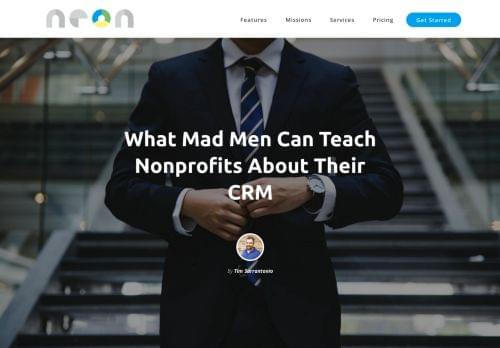 neon
Features Missions Services Pricing Get Started
What Mad Men Can Teach
Nonprofits About Their
CRM
By Tim Sarrantonio